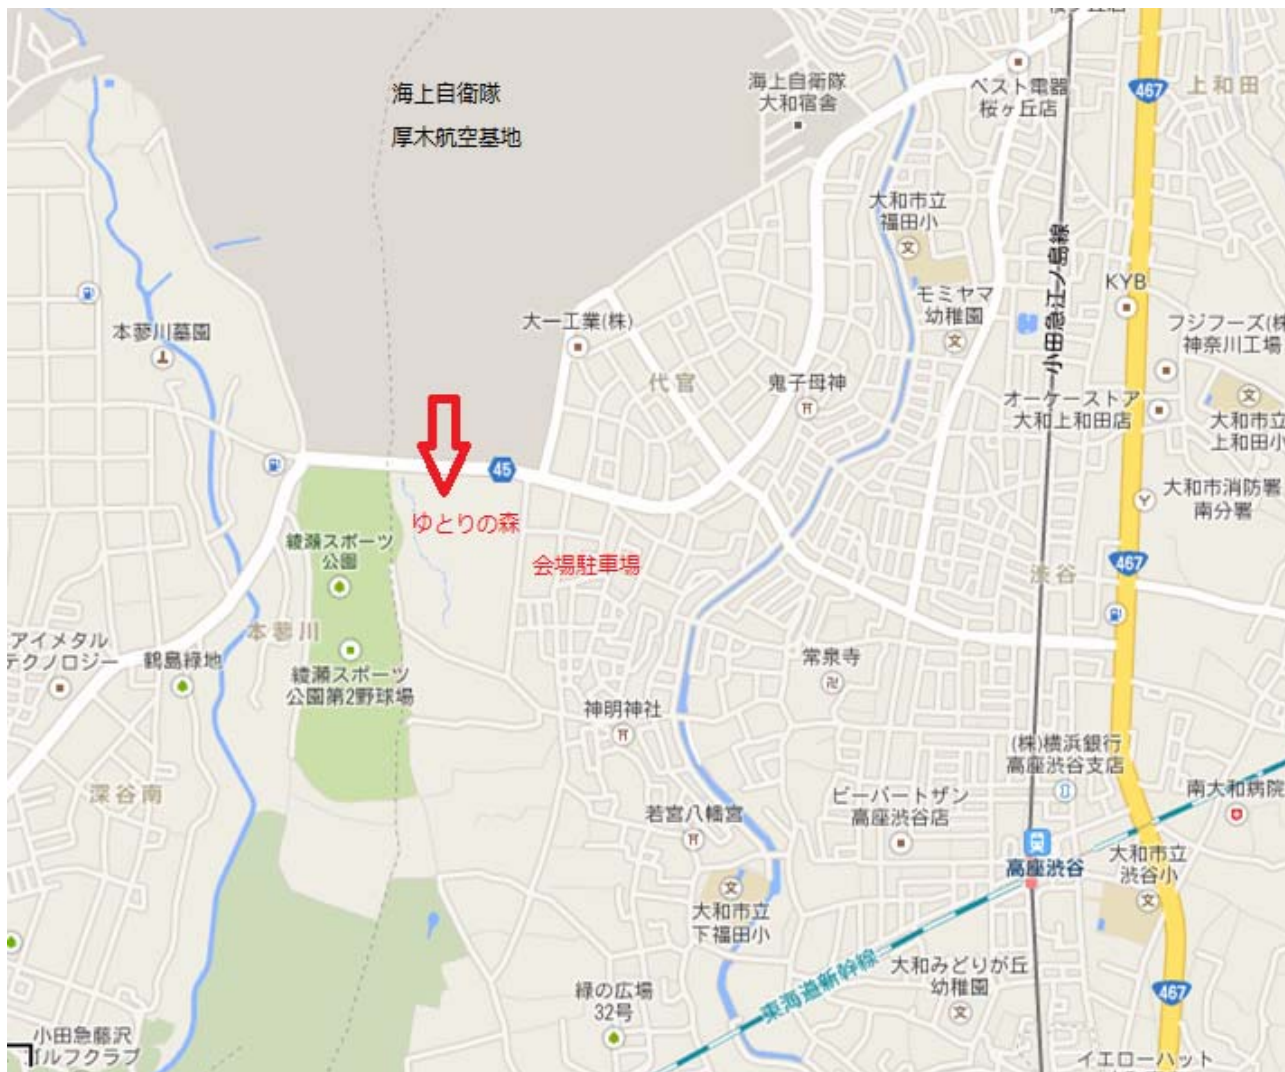 桜ヶ丘店
海上自衛隊
厚木航空基地
海上自衛隊
大和宿舎
ベスト電器
桜ヶ丘店
467
上和田
大和市立
福田小
文
小田急江ノ島線
モミヤマ
幼稚園
文
KYB
フジフーズ(株
神奈川工場
本蓼川墓園
大一工業(株)
代官
鬼子母神
オーケーストア
大和上和田店
文
大和市立
上和田小
45
ゆとりの森
会場駐車場
大和市消防署
南分署
467
渋谷
綾瀬スポーツ
公園
本蓼川
アイメタル
テクノロジー
鶴島緑地
綾瀬スポーツ
公園第2野球場
常泉寺
卍
神明神社
(株)横浜銀行
高座渋谷支店
深谷南
ビーバートザン
高座渋谷店
南大和病院
若宮八幡宮
高座渋谷
大和市立
渋谷小
文
文
大和市立
下福田小
東海道新幹線
大和みどりが丘
幼稚園
文
緑の広場
32号
467
小田急藤沢
ゴルフクラブ
イエローハット